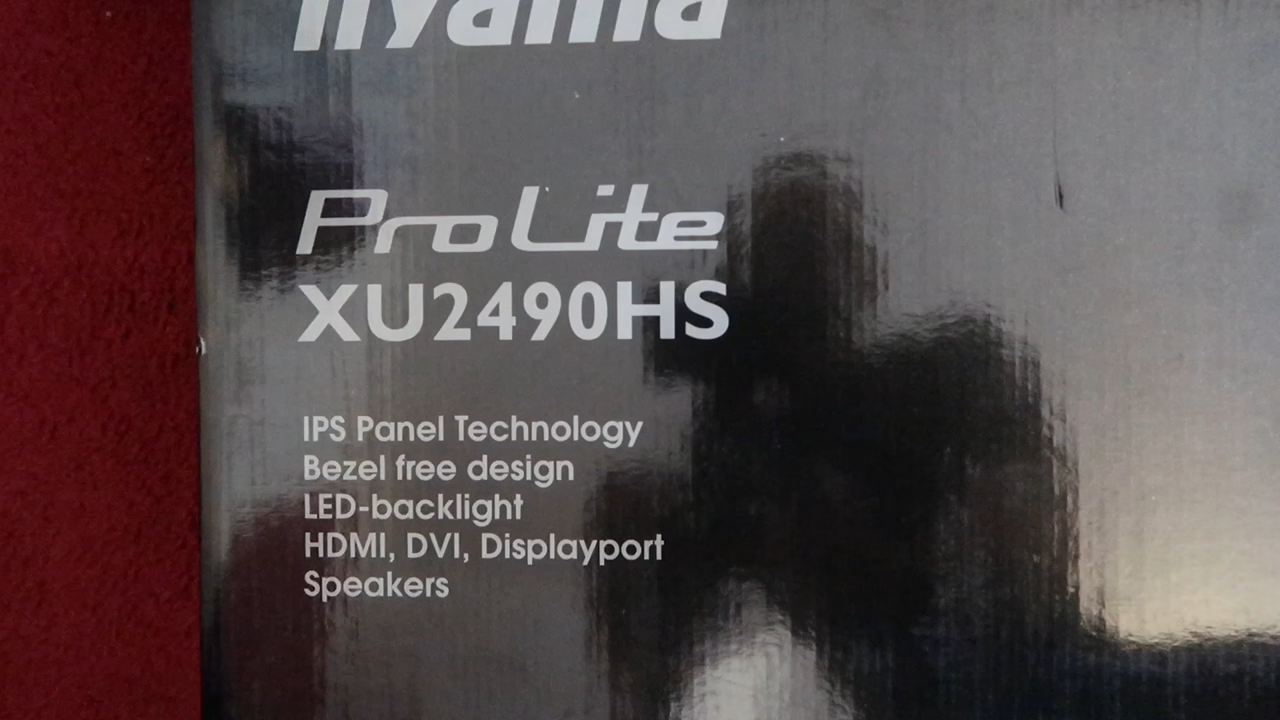 iiyama
ProLite
XU2490HS
IPS Panel Technology
Bezel free design
LED-backlight
HDMI, DVI, Displayport
Speakers